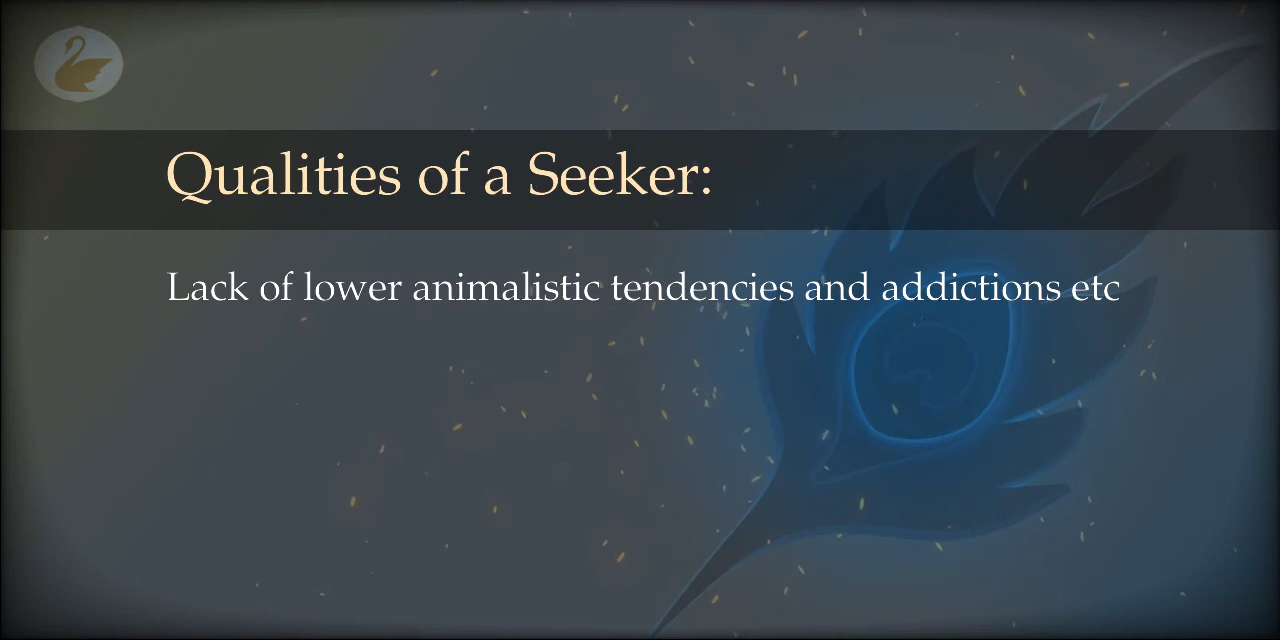 Qualities of a Seeker:
Lack of lower animalistic tendencies and addictions etc